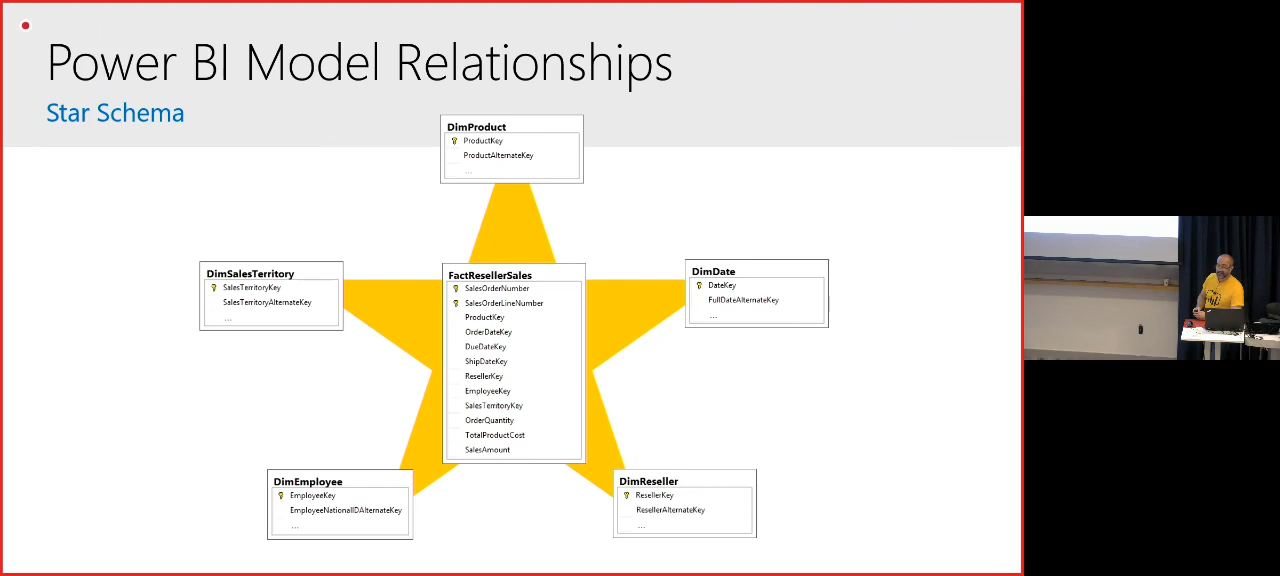 Power BI Model Relationships
Star Schema
DimProduct
ProductKey
ProductAlternateKey
...
DimSalesTerritory
SalesTerritoryKey
SalesTerritoryAlternateKey
...
FactResellerSales
SalesOrderNumber
SalesOrderLineNumber
ProductKey
OrderDateKey
DueDateKey
ShipDateKey
ResellerKey
EmployeeKey
SalesTerritoryKey
OrderQuantity
TotalProductCost
SalesAmount
DimDate
DateKey
FullDateAlternateKey
...
DimEmployee
EmployeeKey
EmployeeNationalIDAlternateKey
...
DimReseller
ResellerKey
ResellerAlternateKey
...